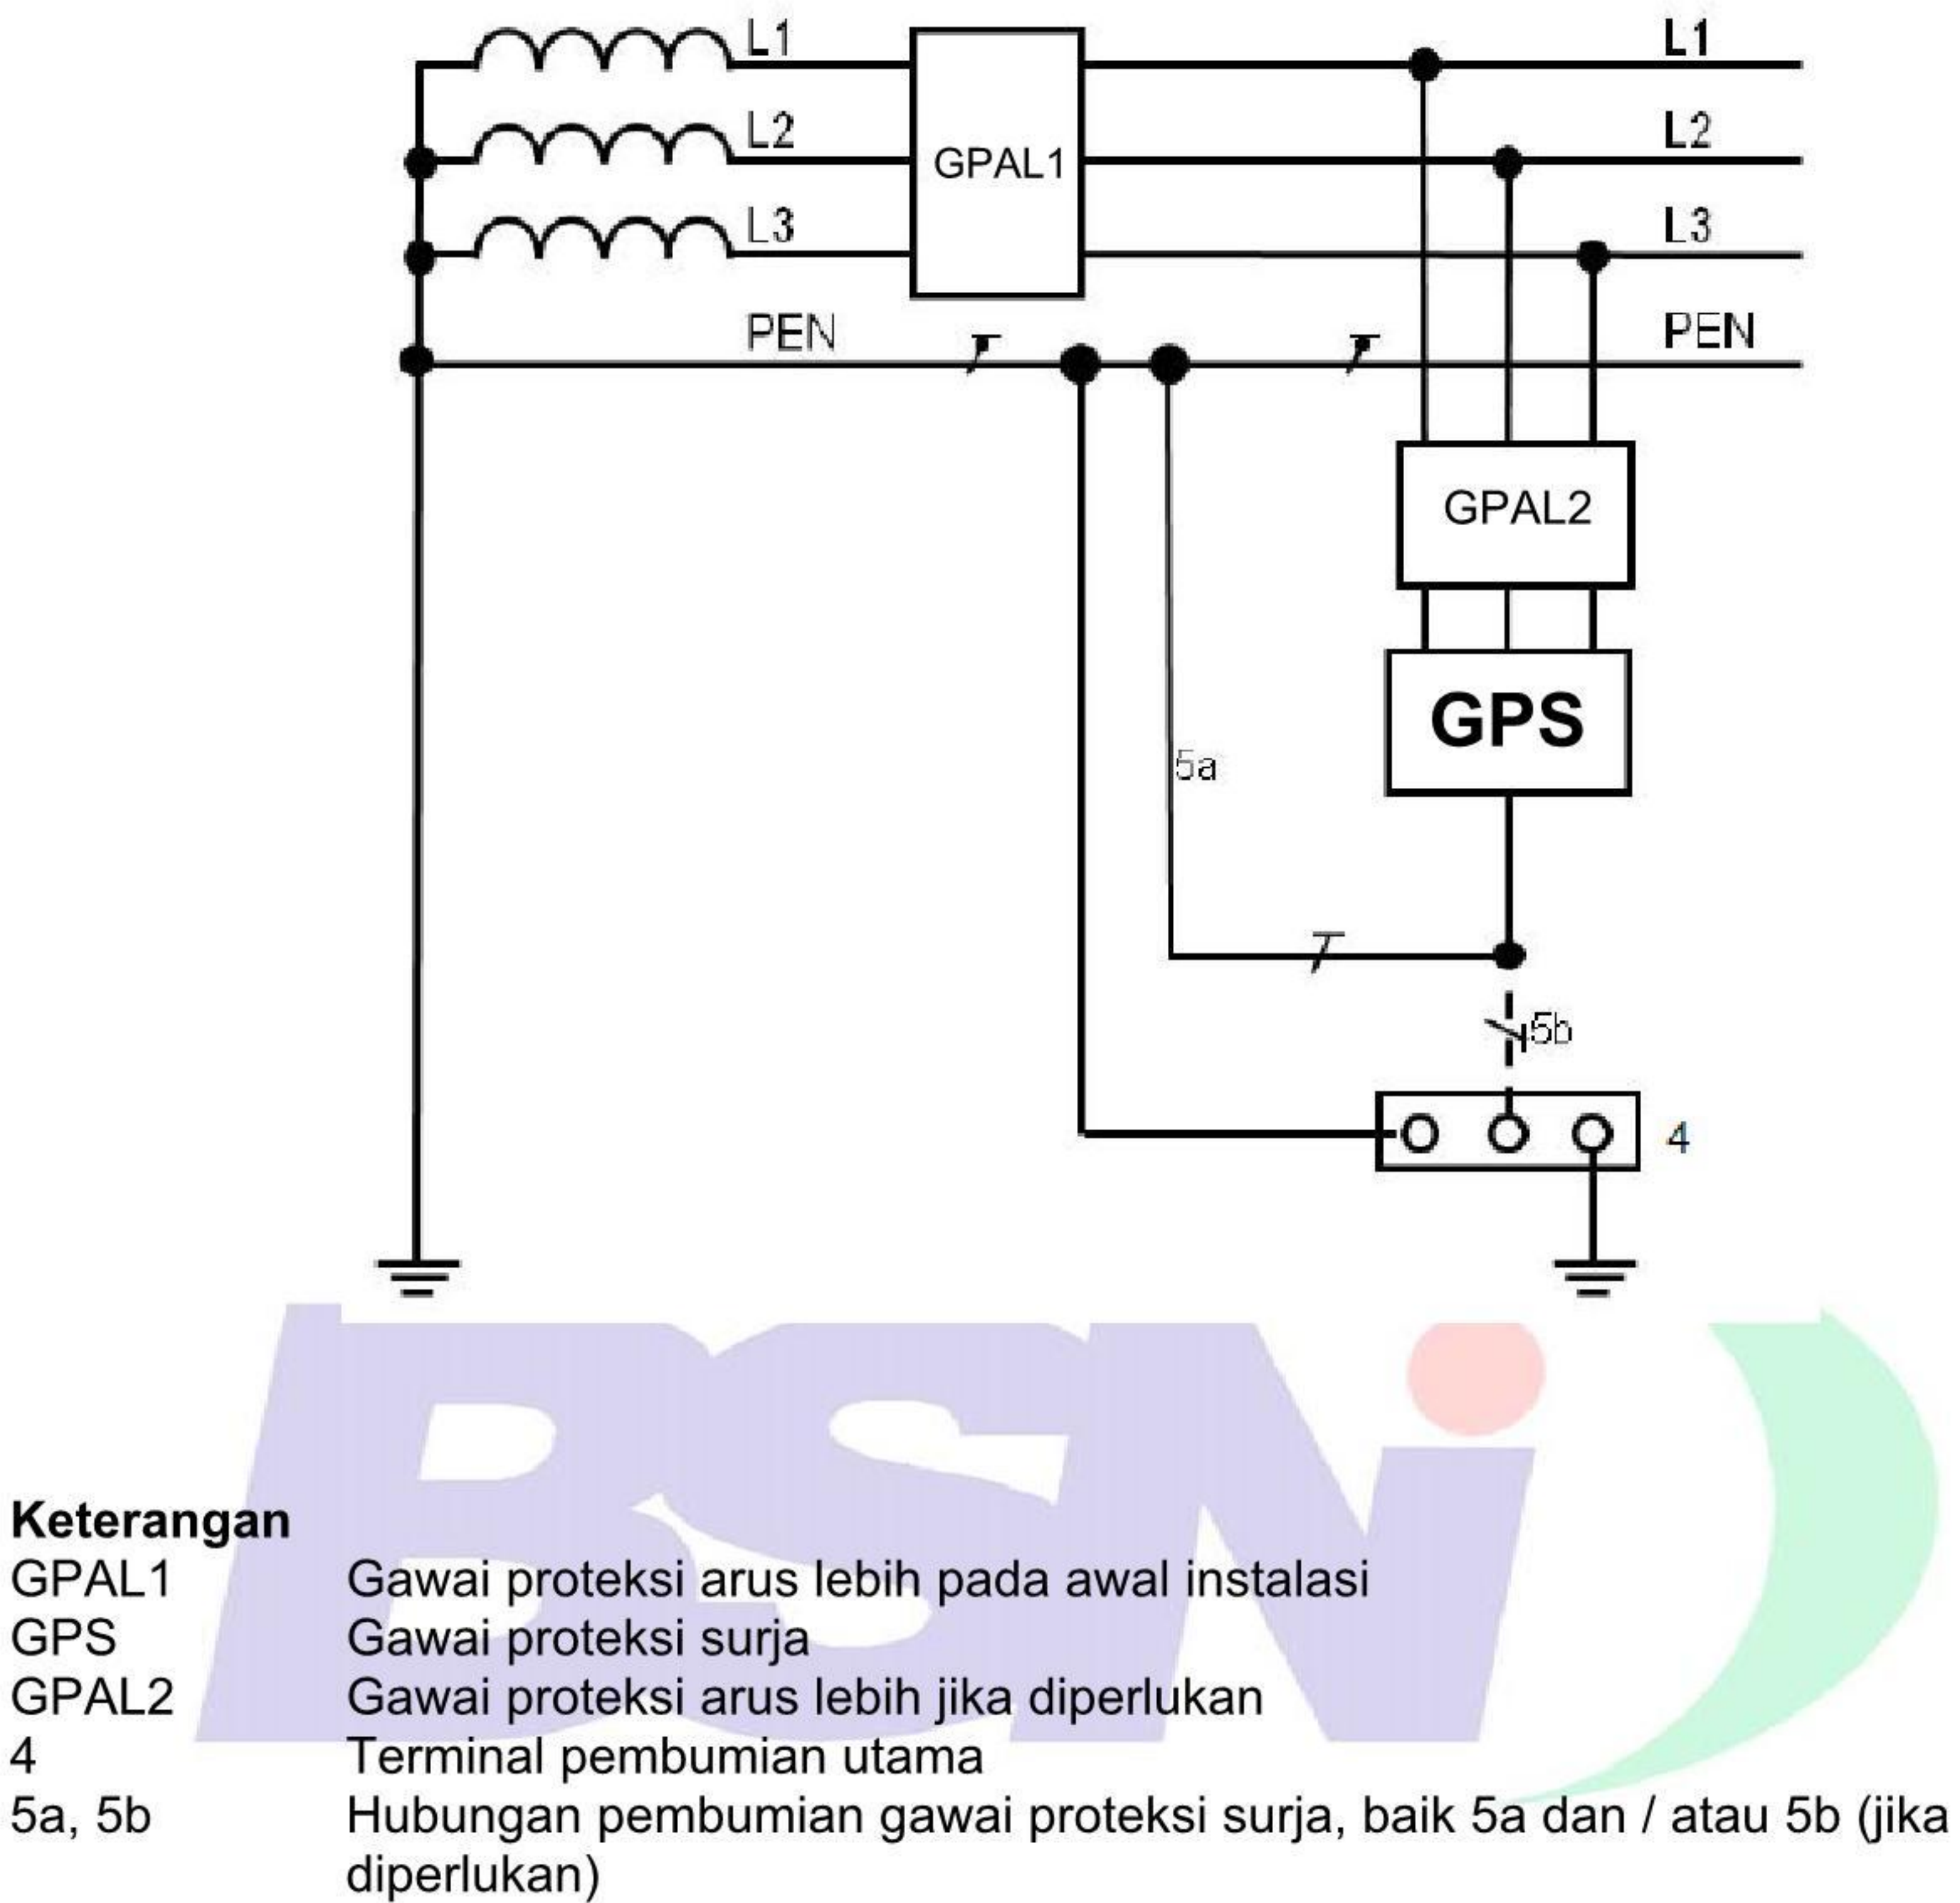 L1
L1
L2
L2
GPAL1
L3
L3
PEN
PEN
GPAL2
GPS
5a
5b
4
BSNi
Keterangan
GPAL1 Gawai proteksi arus lebih pada awal instalasi
GPS Gawai proteksi surja
GPAL2 Gawai proteksi arus lebih jika diperlukan
4 Terminal pembumian utama
5a, 5b Hubungan pembumian gawai proteksi surja, baik 5a dan / atau 5b (jika
diperlukan)